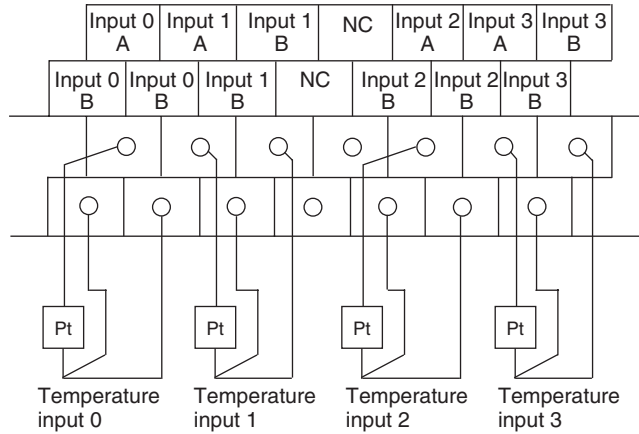 Input 0 Input 1 Input 1 NC Input 2 Input 3 Input 3
A A B A A B
Input 0 Input 0 Input 1 NC Input 2 Input 2 Input 3
B B B B B B
Pt Pt Pt Pt
Temperature Temperature Temperature Temperature
input 0 input 1 input 2 input 3